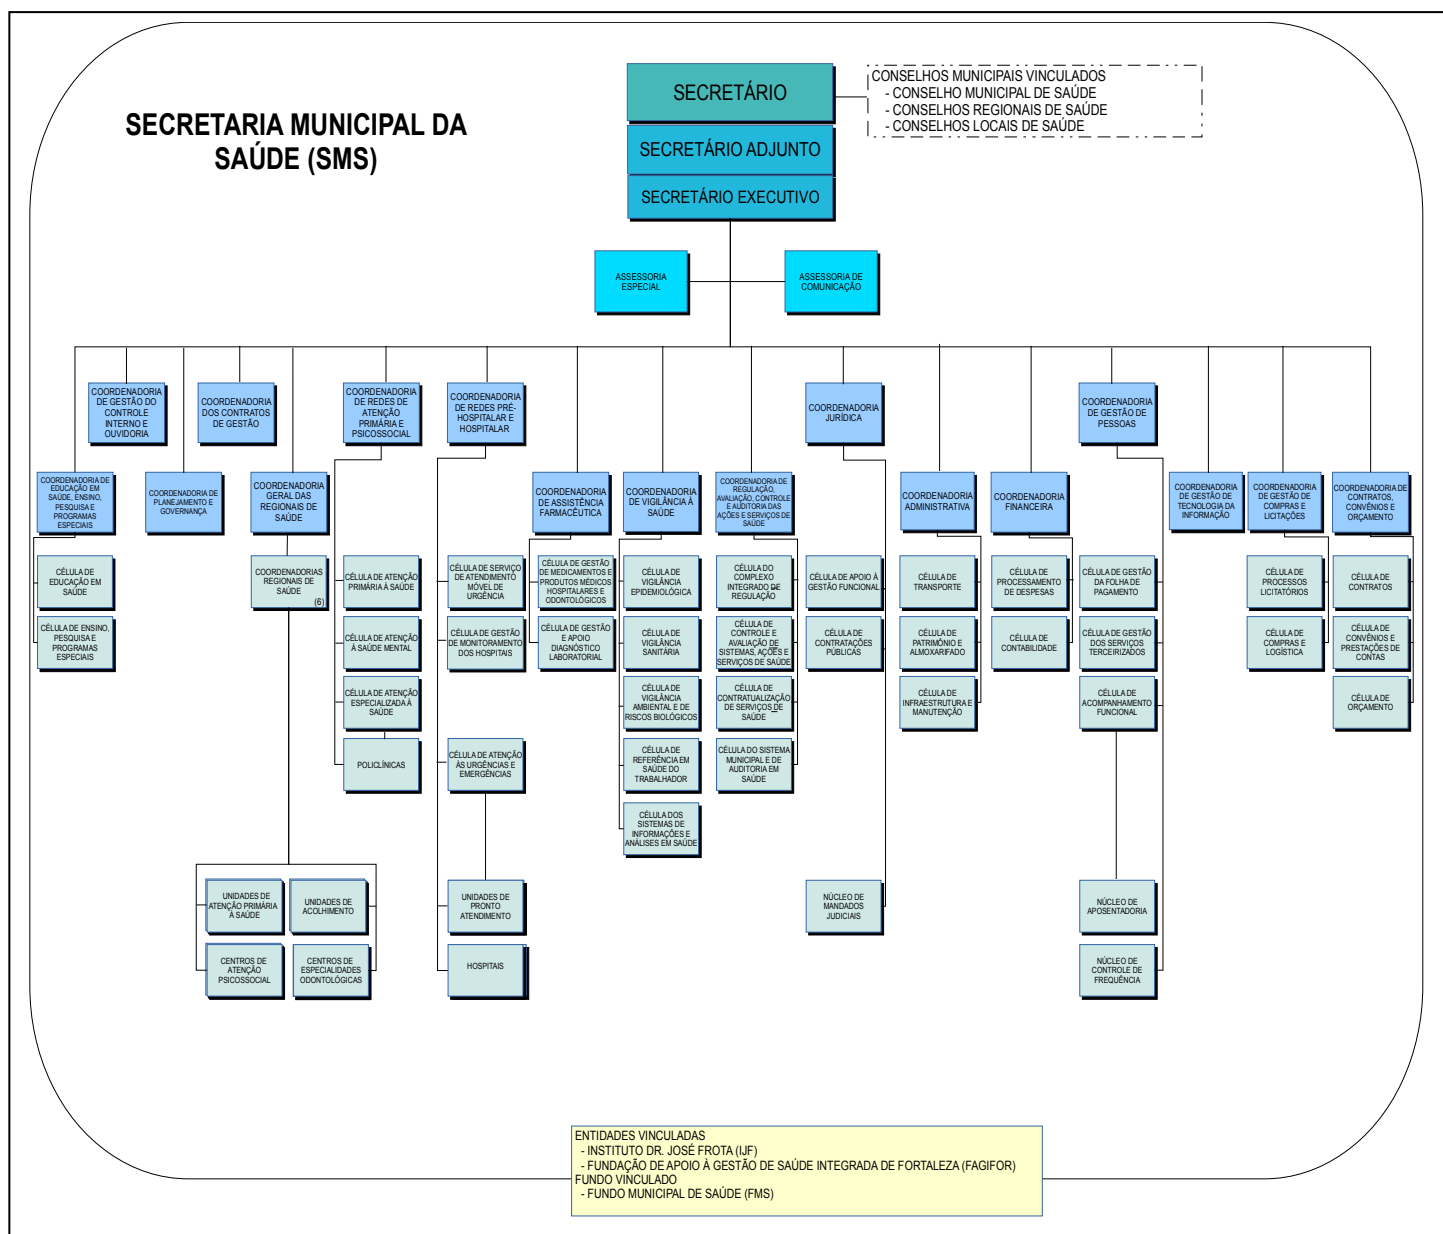 SECRETARIA MUNICIPAL DA
SAÚDE (SMS)
SECRETÁRIO
SECRETÁRIO ADJUNTO
SECRETÁRIO EXECUTIVO
CONSELHOS MUNICIPAIS VINCULADOS
- CONSELHO MUNICIPAL DE SAÚDE
- CONSELHOS REGIONAIS DE SAÚDE
- CONSELHOS LOCAIS DE SAÚDE
ASSESSORIA
ESPECIAL
ASSESSORIA DE
COMUNICAÇÃO
COORDENADORIA
DE GESTÃO DO
CONTROLE
INTERNO E
OUVIDORIA
COORDENADORIA
DOS CONTRATOS
DE GESTÃO
COORDENADORIA
DE REDES DE
ATENÇÃO
PRIMÁRIA E
PSICOSSOCIAL
COORDENADORIA
DE REDES PRÉ-
HOSPITALAR E
HOSPITALAR
COORDENADORIA
JURÍDICA
COORDENADORIA
DE GESTÃO DE
PESSOAS
COORDENADORIA DE
EDUCAÇÃO EM
SAÚDE, ENSINO,
PESQUISA E
PROGRAMAS
ESPECIAIS
COORDENADORIA DE
PLANEJAMENTO E
GOVERNANÇA
COORDENADORIA
GERAL DAS
REGIONAIS DE
SAÚDE
COORDENADORIA
DE ASSISTÊNCIA
FARMACÊUTICA
COORDENADORIA
DE VIGILÂNCIA À
SAÚDE
COORDENADORIA DE
REGULAÇÃO,
AVALIAÇÃO, CONTROLE
E AUDITORIA DAS
AÇÕES E SERVIÇOS DE
SAÚDE
COORDENADORIA
ADMINISTRATIVA
COORDENADORIA
FINANCEIRA
COORDENADORIA
DE GESTÃO DE
TECNOLOGIA DA
INFORMAÇÃO
COORDENADORIA
DE GESTÃO DE
COMPRAS E
LICITAÇÕES
COORDENADORIA DE
CONTRATOS,
CONVÊNIOS E
ORÇAMENTO
CÉLULA DE
EDUCAÇÃO EM
SAÚDE
COORDENADORIAS
REGIONAIS DE
SAÚDE
(6)
CÉLULA DE ATENÇÃO
PRIMÁRIA À SAÚDE
CÉLULA DE SERVIÇO
DE ATENDIMENTO
MÓVEL DE
URGÊNCIA
CÉLULA DE GESTÃO
DE MEDICAMENTOS E
PRODUTOS MÉDICOS
HOSPITALARES E
ODONTOLÓGICOS
CÉLULA DE
VIGILÂNCIA
EPIDEMIOLÓGICA
CÉLULA DO
COMPLEXO
INTEGRADO DE
REGULAÇÃO
CÉLULA DE APOIO À
GESTÃO FUNCIONAL
CÉLULA DE
TRANSPORTE
CÉLULA DE
PROCESSAMENTO
DE DESPESAS
CÉLULA DE GESTÃO
DA FOLHA DE
PAGAMENTO
CÉLULA DE
PROCESSOS
LICITATÓRIOS
CÉLULA DE
CONTRATOS
CÉLULA DE ENSINO,
PESQUISA E
PROGRAMAS
ESPECIAIS
CÉLULA DE ATENÇÃO
À SAÚDE MENTAL
CÉLULA DE GESTÃO
DE MONITORAMENTO
DOS HOSPITAIS
CÉLULA DE GESTÃO
E APOIO
DIAGNÓSTICO
LABORATORIAL
CÉLULA DE
VIGILÂNCIA
SANITÁRIA
CÉLULA DE
CONTROLE E
AVALIAÇÃO DE
SISTEMAS, AÇÕES E
SERVIÇOS DE SAÚDE
CÉLULA DE
CONTRATAÇÕES
PÚBLICAS
CÉLULA DE
PATRIMÔNIO E
ALMOXARIFADO
CÉLULA DE
CONTABILIDADE
CÉLULA DE GESTÃO
DOS SERVIÇOS
TERCEIRIZADOS
CÉLULA DE
COMPRAS E
LOGÍSTICA
CÉLULA DE
CONVÊNIOS E
PRESTAÇÕES DE
CONTAS
CÉLULA DE ATENÇÃO
ESPECIALIZADA À
SAÚDE
CÉLULA DE
VIGILÂNCIA
AMBIENTAL E DE
RISCOS BIOLÓGICOS
CÉLULA DE
CONTRATUALIZAÇÃO
DE SERVIÇOS DE
SAÚDE
CÉLULA DE
INFRAESTRUTURA E
MANUTENÇÃO
CÉLULA DE
ACOMPANHAMENTO
FUNCIONAL
CÉLULA DE
ORÇAMENTO
POLICLÍNICAS
CÉLULA DE ATENÇÃO
ÀS URGÊNCIAS E
EMERGÊNCIAS
CÉLULA DE
REFERÊNCIA EM
SAÚDE DO
TRABALHADOR
CÉLULA DO SISTEMA
MUNICIPAL E DE
AUDITORIA EM
SAÚDE
CÉLULA DOS
SISTEMAS DE
INFORMAÇÕES E
ANÁLISES EM SAÚDE
UNIDADES DE
ATENÇÃO PRIMÁRIA
À SAÚDE
UNIDADES DE
ACOLHIMENTO
UNIDADES DE
PRONTO
ATENDIMENTO
NÚCLEO DE
MANDADOS
JUDICIAIS
NÚCLEO DE
APOSENTADORIA
CENTROS DE
ATENÇÃO
PSICOSSOCIAL
CENTROS DE
ESPECIALIDADES
ODONTOLÓGICAS
HOSPITAIS
NÚCLEO DE
CONTROLE DE
FREQUÊNCIA
ENTIDADES VINCULADAS
- INSTITUTO DR. JOSÉ FROTA (IJF)
- FUNDAÇÃO DE APOIO À GESTÃO DE SAÚDE INTEGRADA DE FORTALEZA (FAGIFOR)
FUNDO VINCULADO
- FUNDO MUNICIPAL DE SAÚDE (FMS)